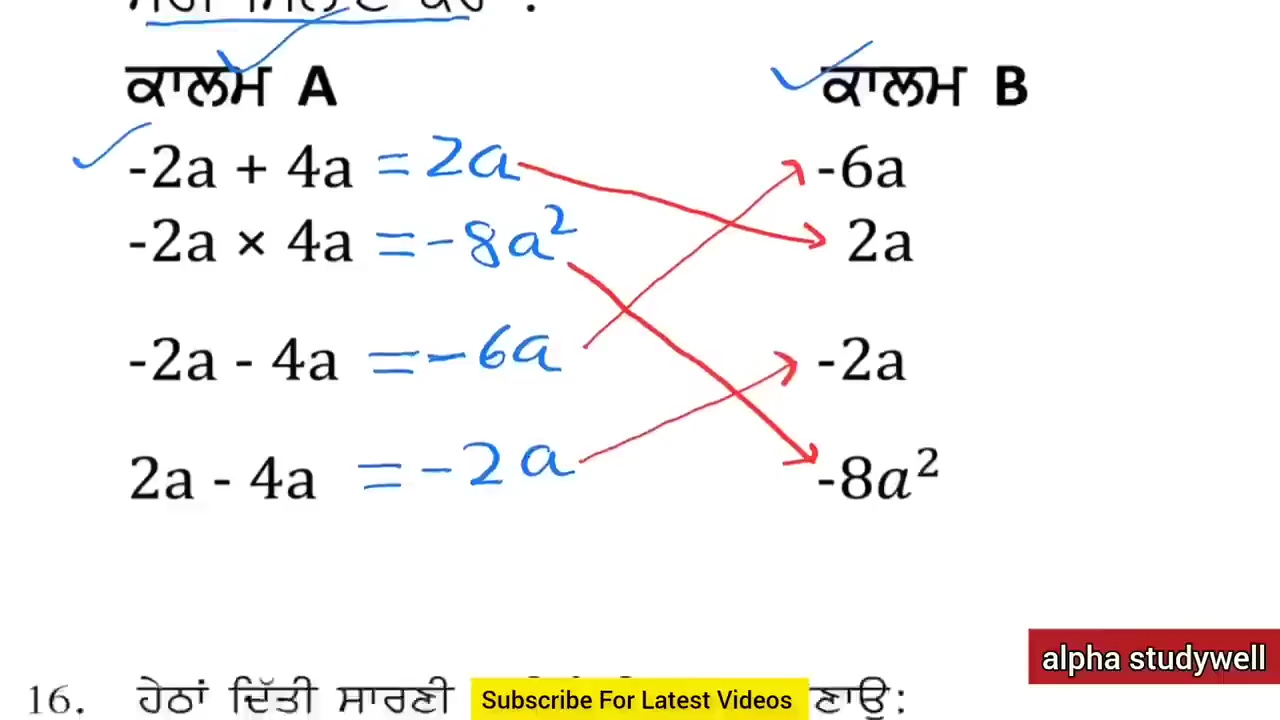 ਕਾਲਮ A ਕਾਲਮ B
-2a + 4a = 2a -6a
-2a × 4a = -8a² 2a
-2a - 4a = -6a -2a
2a - 4a = -2a -8a²
alpha studywell
16. ਹੇਠਾਂ ਦਿੱਤੀ ਸਾਰਣੀ
Subscribe For Latest Videos